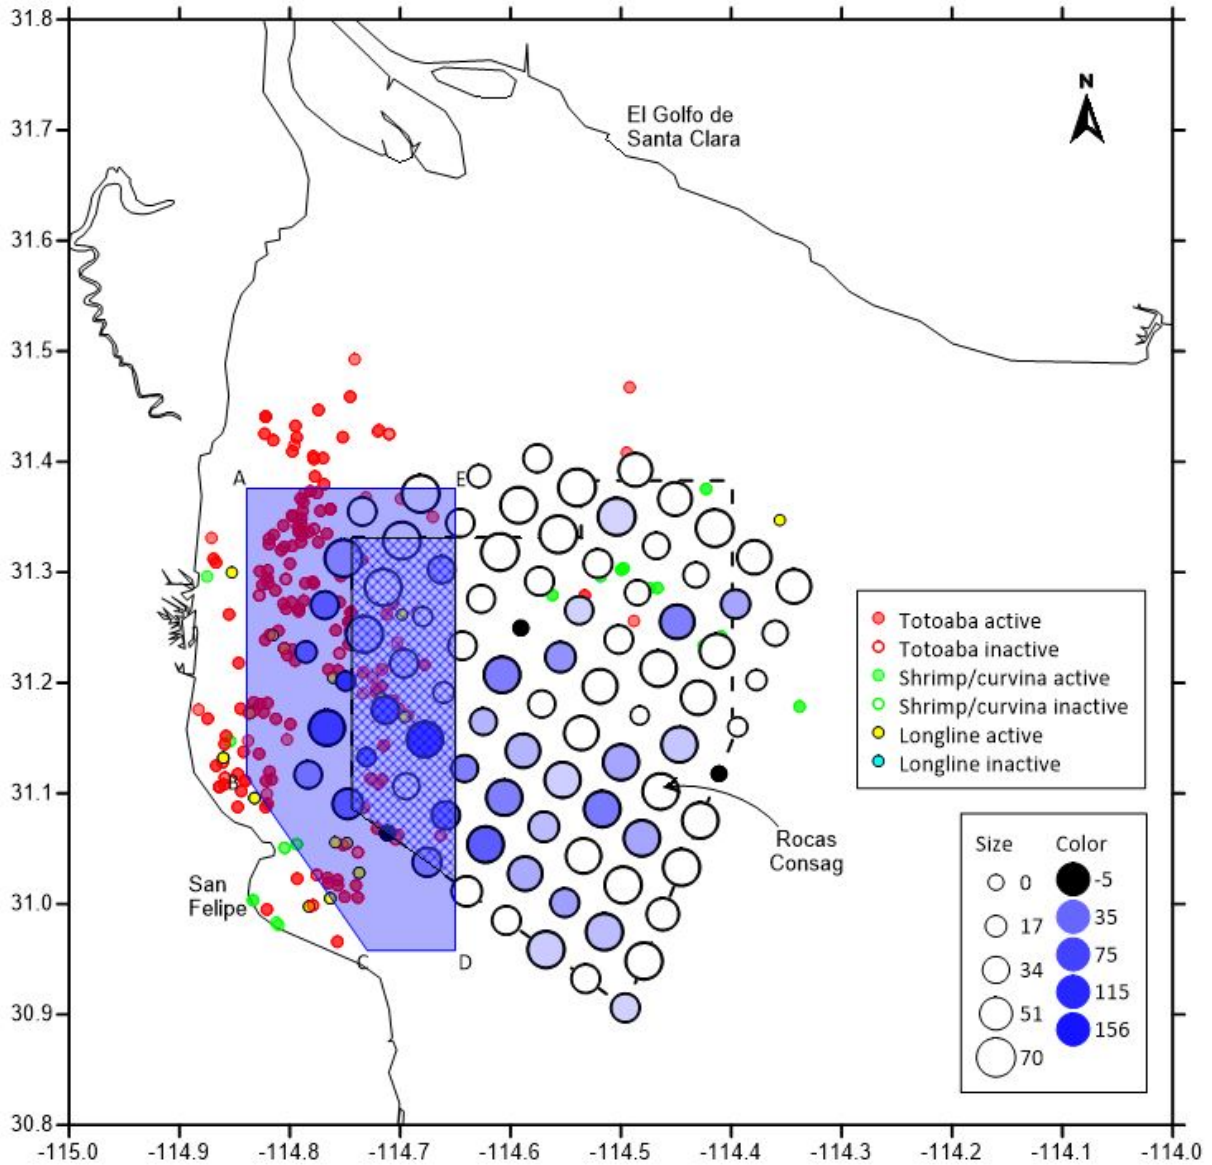 31.8
31.7
31.6
31.5
31.4
31.3
31.2
31.1
31.0
30.9
30.8
-115.0 -114.9 -114.8 -114.7 -114.6 -114.5 -114.4 -114.3 -114.2 -114.1 -114.0
N
El Golfo de
Santa Clara
A
E
B
C
D
San
Felipe
Rocas
Consag
Totoaba active
Totoaba inactive
Shrimp/curvina active
Shrimp/curvina inactive
Longline active
Longline inactive
Size Color
0 -5
17 35
34 75
51 115
70 156